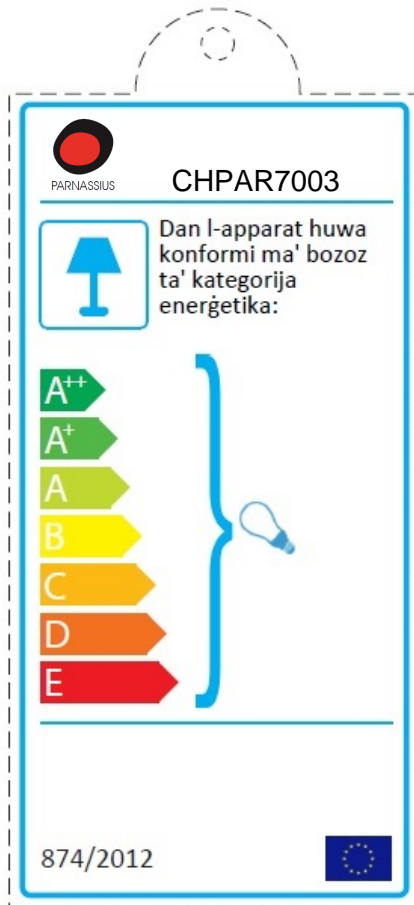 PARNASSIUS
CHPAR7003
Dan l-apparat huwa
konformi ma' bozoz
ta' kategorija
enerġetika:
A++
A+
A
B
C
D
E
874/2012